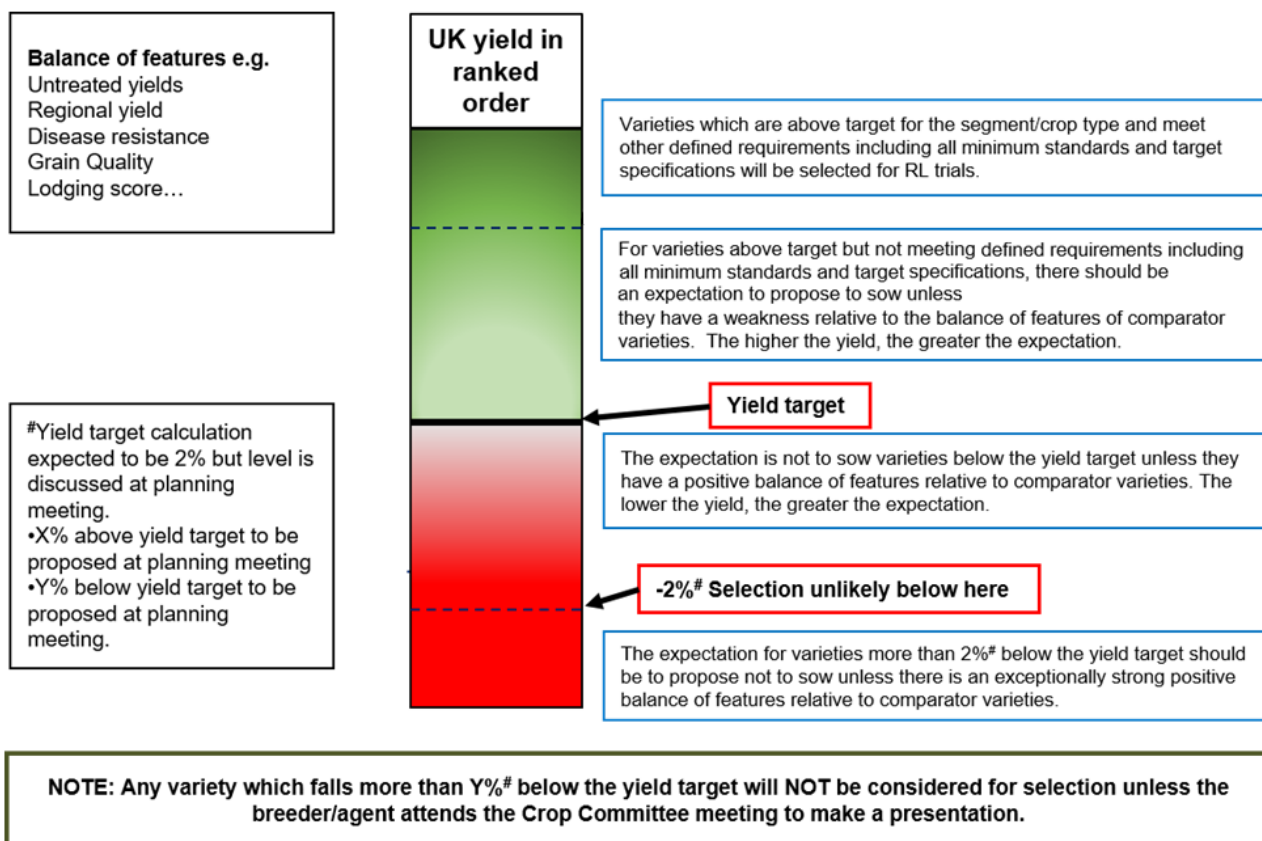 Balance of features e.g.
Untreated yields
Regional yield
Disease resistance
Grain Quality
Lodging score…
UK yield in
ranked
order
Varieties which are above target for the segment/crop type and meet
other defined requirements including all minimum standards and target
specifications will be selected for RL trials.
For varieties above target but not meeting defined requirements including
all minimum standards and target specifications, there should be
an expectation to propose to sow unless
they have a weakness relative to the balance of features of comparator
varieties. The higher the yield, the greater the expectation.
Yield target
#Yield target calculation
expected to be 2% but level is
discussed at planning
meeting.
•X% above yield target to be
proposed at planning meeting
•Y% below yield target to be
proposed at planning
meeting.
The expectation is not to sow varieties below the yield target unless they
have a positive balance of features relative to comparator varieties. The
lower the yield, the greater the expectation.
-2%# Selection unlikely below here
The expectation for varieties more than 2%# below the yield target should
be to propose not to sow unless there is an exceptionally strong positive
balance of features relative to comparator varieties.
NOTE: Any variety which falls more than Y%# below the yield target will NOT be considered for selection unless the
breeder/agent attends the Crop Committee meeting to make a presentation.